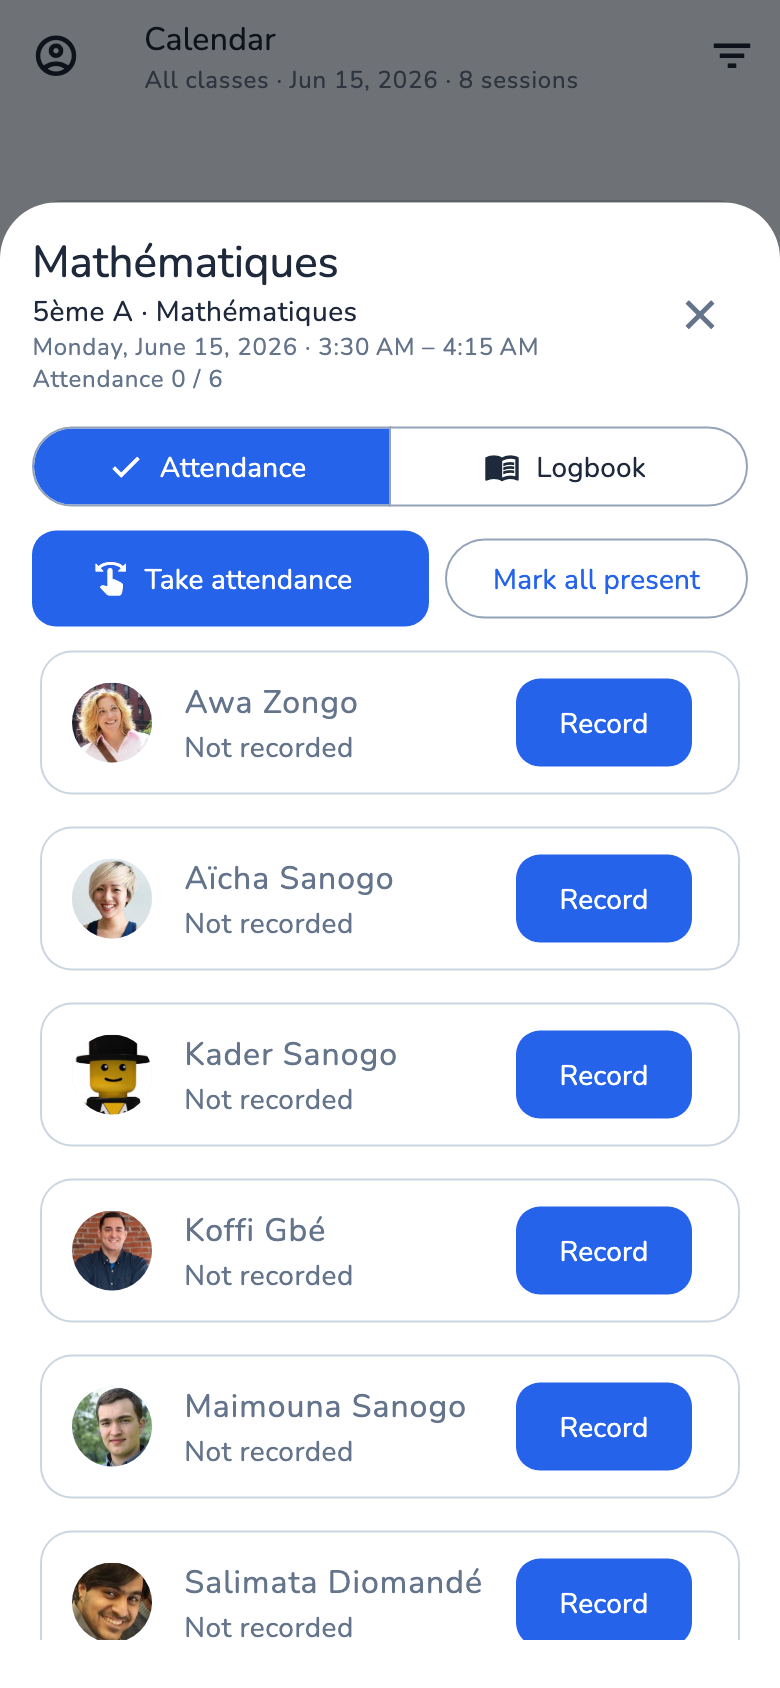 Calendar
All classes · Jun 15, 2026 · 8 sessions
Mathématiques
5ème A · Mathématiques
Monday, June 15, 2026 · 3:30 AM – 4:15 AM
Attendance 0 / 6
Attendance
Logbook
Take attendance
Mark all present
Awa Zongo
Not recorded
Record
Aïcha Sanogo
Not recorded
Record
Kader Sanogo
Not recorded
Record
Koffi Gbé
Not recorded
Record
Maimouna Sanogo
Not recorded
Record
Salimata Diomandé
Not recorded
Record